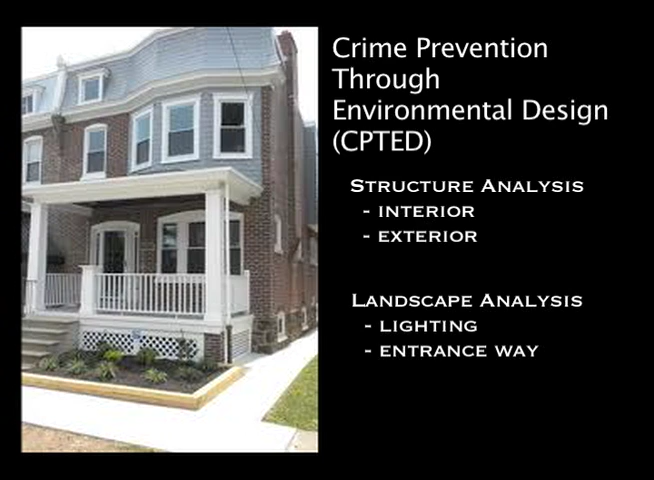 Crime Prevention
Through
Environmental Design
(CPTED)
STRUCTURE ANALYSIS
- INTERIOR
- EXTERIOR
LANDSCAPE ANALYSIS
- LIGHTING
- ENTRANCE WAY